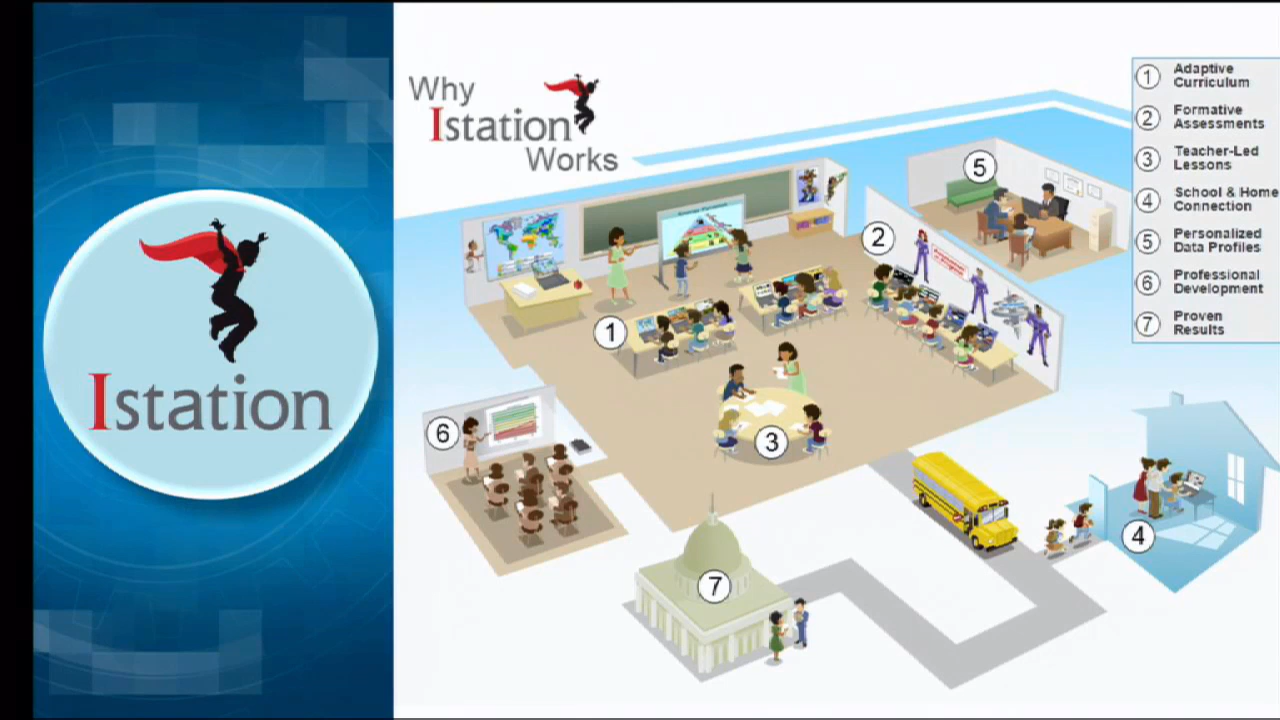 Istation
Why
Istation
Works
1 Adaptive
Curriculum
2 Formative
Assessments
3 Teacher-Led
Lessons
4 School & Home
Connection
5 Personalized
Data Profiles
6 Professional
Development
7 Proven
Results
5
2
1
6
3
4
7